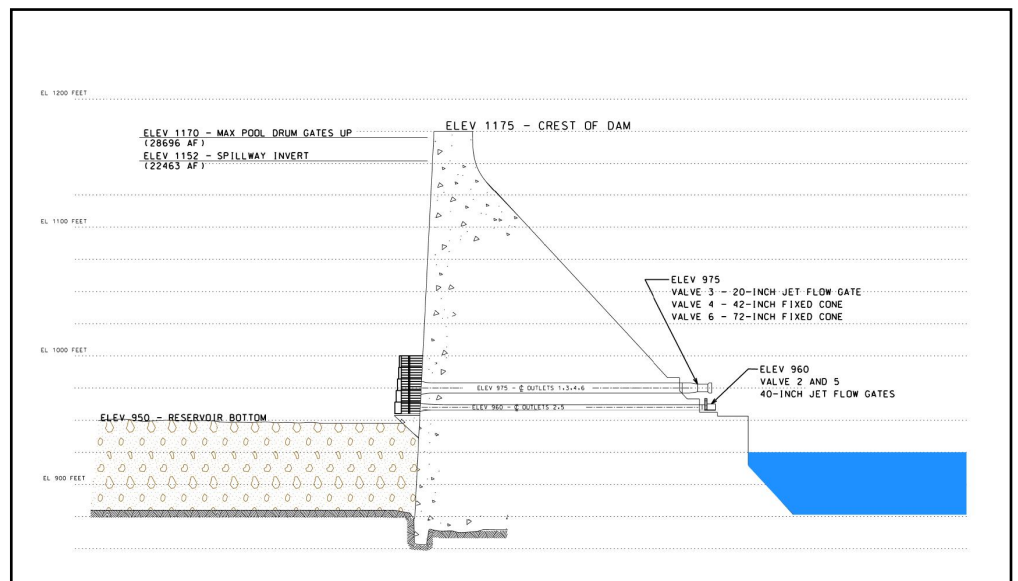 EL 1200 FEET
ELEV 1175 - CREST OF DAM
ELEV 1170 - MAX POOL DRUM GATES UP
(28696 AF)
ELEV 1152 - SPILLWAY INVERT
(22463 AF)
EL 1100 FEET
ELEV 975
VALVE 3 - 20-INCH JET FLOW GATE
VALVE 4 - 42-INCH FIXED CONE
VALVE 6 - 72-INCH FIXED CONE
EL 1000 FEET
ELEV 960
VALVE 2 AND 5
40-INCH JET FLOW GATES
ELEV 975 - ℄ OUTLETS 1,3,4,6
ELEV 960 - ℄ OUTLETS 2,5
ELEV 950 - RESERVOIR BOTTOM
EL 900 FEET